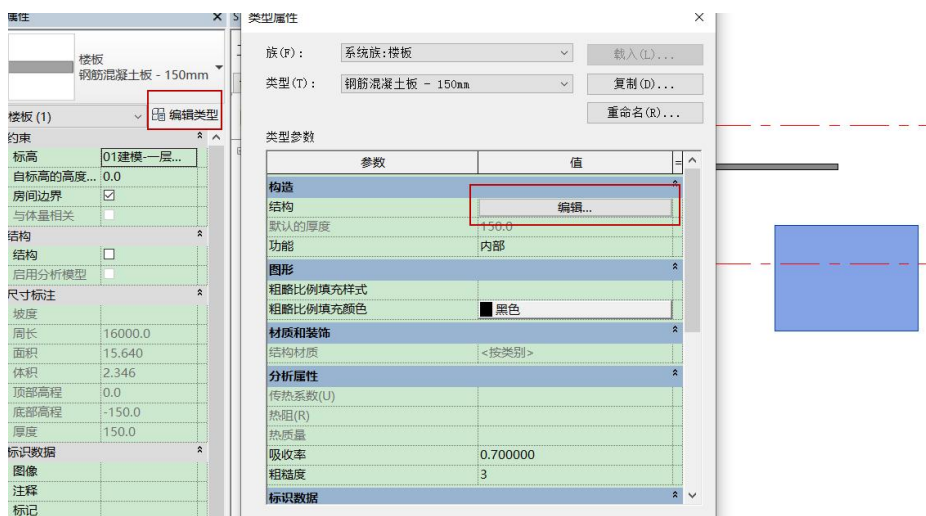 属性
楼板
钢筋混凝土板 - 150mm
楼板 (1)
编辑类型
约束
标高 01建模-一层...
自标高的高度... 0.0
房间边界
与体量相关
结构
结构
启用分析模型
尺寸标注
坡度
周长 16000.0
面积 15.640
体积 2.346
顶部高程 0.0
底部高程 -150.0
厚度 150.0
标识数据
图像
注释
标记
类型属性
族(F): 系统族:楼板 载入(L)...
类型(T): 钢筋混凝土板 - 150mm 复制(D)...
重命名(R)...
类型参数
参数 值 =
构造
结构 编辑...
默认的厚度 150.0
功能 内部
图形
粗略比例填充样式
粗略比例填充颜色 黑色
材质和装饰
结构材质 <按类别>
分析属性
传热系数(U)
热阻(R)
热质量
吸收率 0.700000
粗糙度 3
标识数据